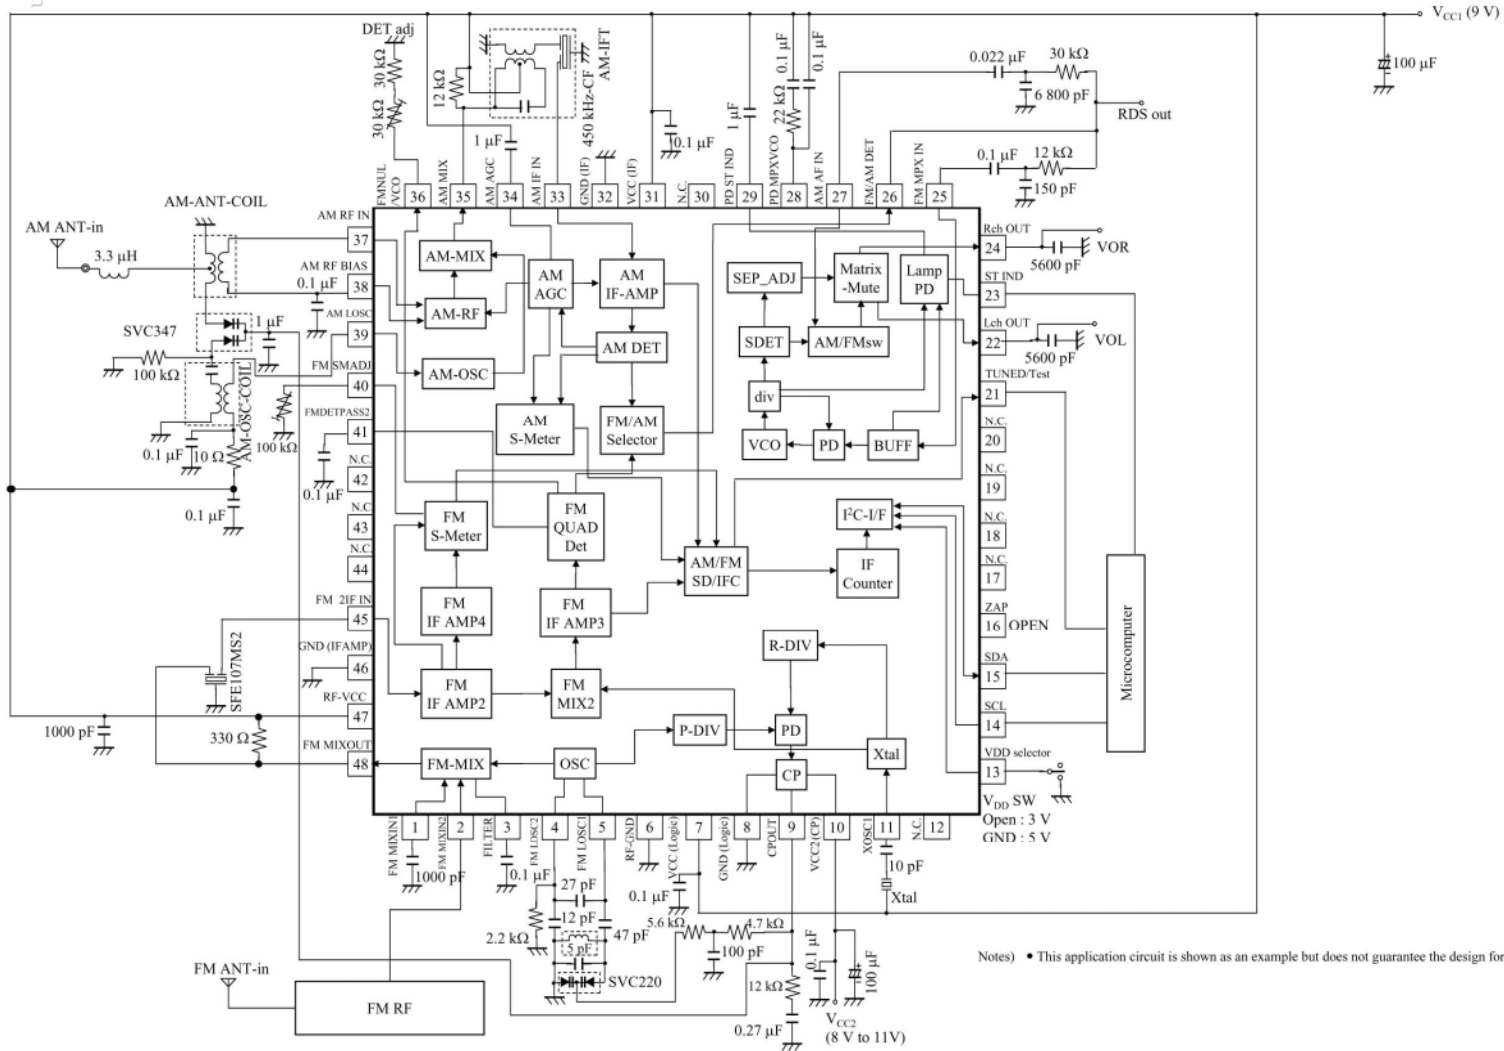 V_CC1 (9 V)
100 µF
DET adj
30 kΩ
30 kΩ
12 kΩ
AM-IFT
450 kHz-CF
1 µF
0.1 µF
0.1 µF
0.1 µF
22 kΩ
1 µF
0.022 µF
30 kΩ
6 800 pF
RDS out
0.1 µF
12 kΩ
150 pF
FMNUL
/VCO
AM MIX
AM AGC
AM IF IN
GND (IF)
VCC (IF)
N.C.
PD ST IND
PD MPXVCO
AM AF IN
FM/AM DET
FM MPX IN
36
35
34
33
32
31
30
29
28
27
26
25
AM-ANT-COIL
AM ANT-in
3.3 µH
AM RF IN
37
AM RF BIAS
0.1 µF
38
AM LOSC
39
SVC347
1 µF
100 kΩ
FM SMADJ
40
AM-OSC-COIL
100 kΩ
FMDETPASS2
41
0.1 µF
10 Ω
N.C.
42
0.1 µF
0.1 µF
N.C
43
N.C.
44
FM 2IF IN
45
GND (IFAMP)
46
SFE107MS2
RF-VCC
47
1000 pF
330 Ω
FM MIXOUT
48
AM-MIX
AM-RF
AM-OSC
AM
AGC
AM
IF-AMP
AM DET
AM
S-Meter
FM/AM
Selector
SEP_ADJ
Matrix
-Mute
Lamp
PD
SDET
AM/FMsw
div
VCO
PD
BUFF
FM
S-Meter
FM
QUAD
Det
AM/FM
SD/IFC
I²C-I/F
IF
Counter
FM
IF AMP4
FM
IF AMP3
FM
IF AMP2
FM
MIX2
R-DIV
P-DIV
PD
Xtal
FM-MIX
OSC
CP
Rch OUT
24
VOR
5600 pF
ST IND
23
Lch OUT
22
VOL
5600 pF
TUNED/Test
21
N.C.
20
N.C.
19
N.C.
18
N.C.
17
ZAP
16
OPEN
SDA
15
SCL
14
VDD selector
13
Microcomputer
V_DD SW
Open : 3 V
GND : 5 V
1
2
3
4
5
6
7
8
9
10
11
12
FM MIXIN1
FM MIXIN2
FILTER
FM LOSC2
FM LOSC1
RF-GND
VCC (Logic)
GND (Logic)
CPOUT
VCC2 (CP)
XOSC1
N.C.
1000 pF
0.1 µF
27 pF
12 pF
2.2 kΩ
47 pF
5 pF
SVC220
0.1 µF
5.6 kΩ
4.7 kΩ
100 pF
12 kΩ
0.27 µF
0.1 µF
100 µF
10 pF
Xtal
V_CC2
(8 V to 11V)
FM ANT-in
FM RF
Notes) ● This application circuit is shown as an example but does not guarantee the design for